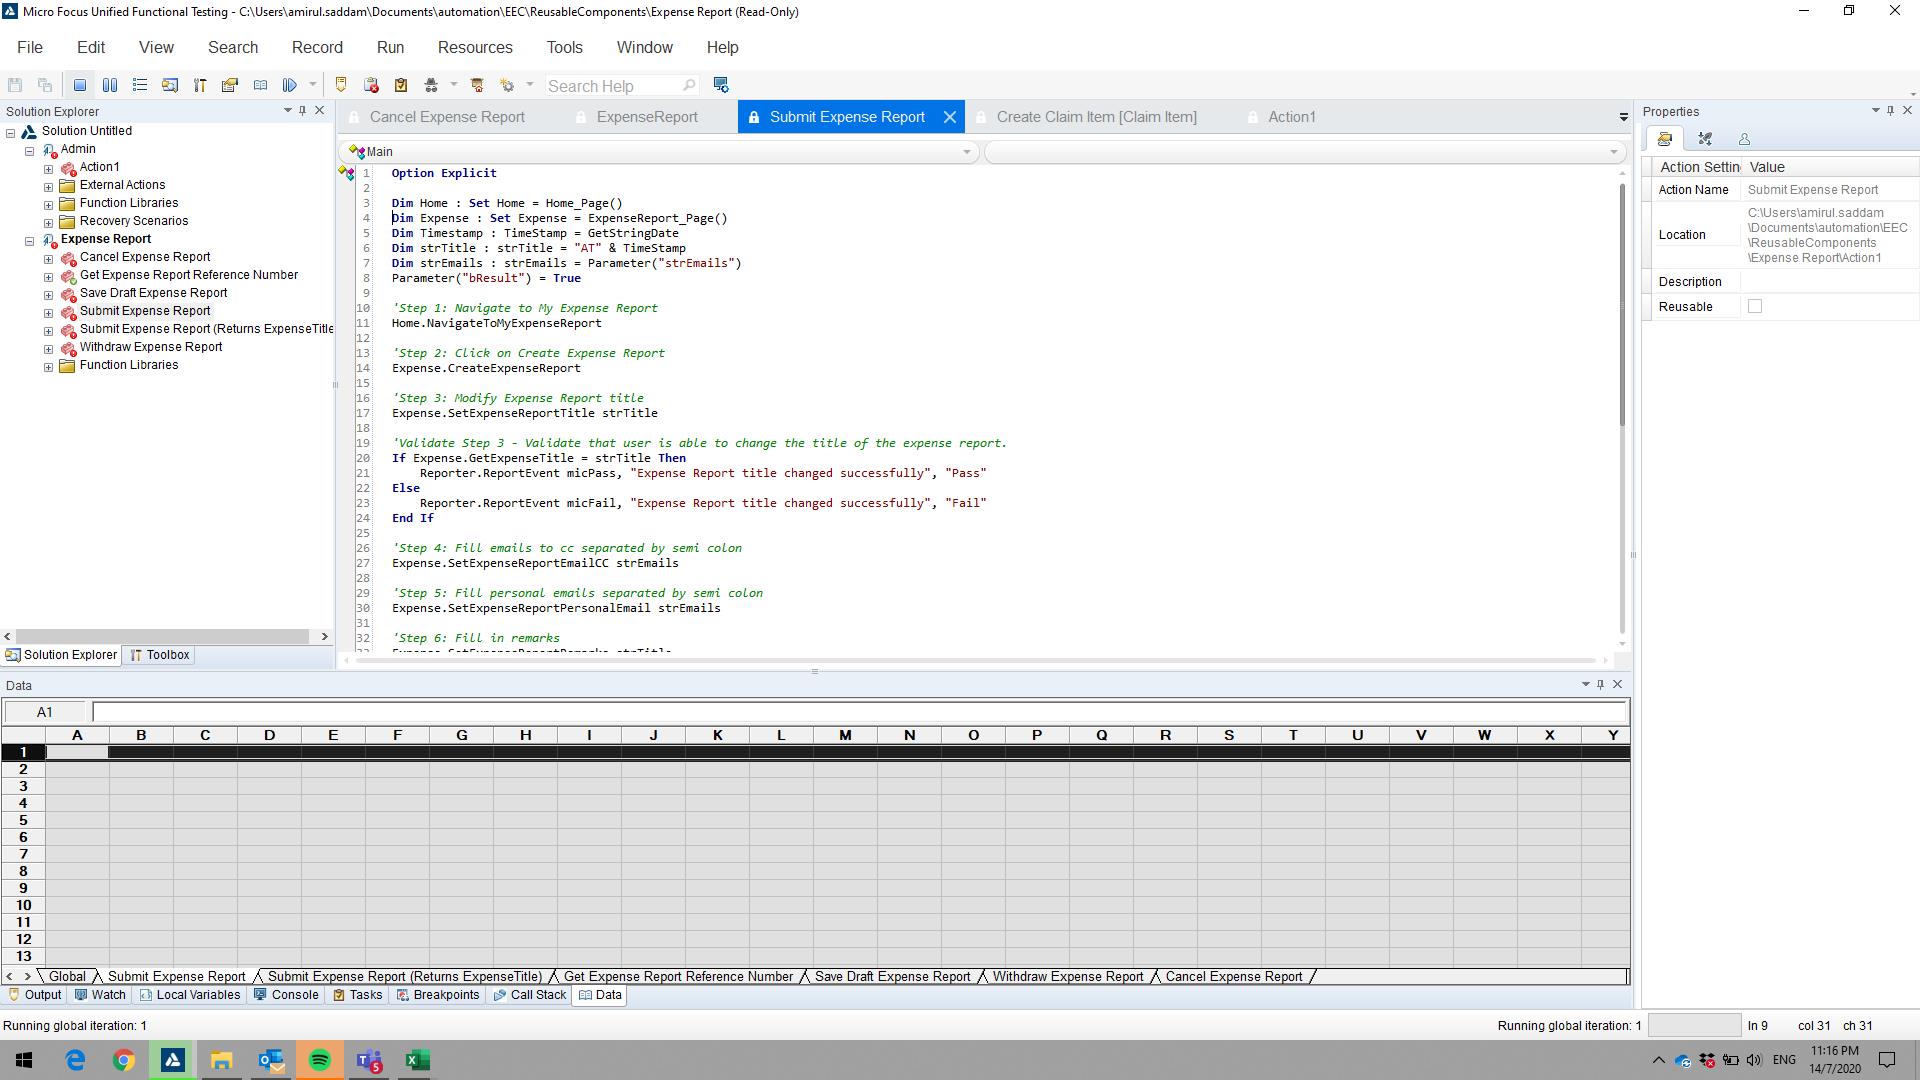 Micro Focus Unified Functional Testing - C:\Users\amirul.saddam\Documents\automation\EEC\ReusableComponents\Expense Report (Read-Only)
File Edit View Search Record Run Resources Tools Window Help
Search Help
Solution Explorer
Solution Untitled
Admin
Action1
External Actions
Function Libraries
Recovery Scenarios
Expense Report
Cancel Expense Report
Get Expense Report Reference Number
Save Draft Expense Report
Submit Expense Report
Submit Expense Report (Returns ExpenseTitle
Withdraw Expense Report
Function Libraries
Solution Explorer Toolbox
Cancel Expense Report ExpenseReport Submit Expense Report Create Claim Item [Claim Item] Action1
Main
1 Option Explicit
2
3 Dim Home : Set Home = Home_Page()
4 Dim Expense : Set Expense = ExpenseReport_Page()
5 Dim Timestamp : TimeStamp = GetStringDate
6 Dim strTitle : strTitle = "AT" & TimeStamp
7 Dim strEmails : strEmails = Parameter("strEmails")
8 Parameter("bResult") = True
9
10 'Step 1: Navigate to My Expense Report
11 Home.NavigateToMyExpenseReport
12
13 'Step 2: Click on Create Expense Report
14 Expense.CreateExpenseReport
15
16 'Step 3: Modify Expense Report title
17 Expense.SetExpenseReportTitle strTitle
18
19 'Validate Step 3 - Validate that user is able to change the title of the expense report.
20 If Expense.GetExpenseTitle = strTitle Then
21 Reporter.ReportEvent micPass, "Expense Report title changed successfully", "Pass"
22 Else
23 Reporter.ReportEvent micFail, "Expense Report title changed successfully", "Fail"
24 End If
25
26 'Step 4: Fill emails to cc separated by semi colon
27 Expense.SetExpenseReportEmailCC strEmails
28
29 'Step 5: Fill personal emails separated by semi colon
30 Expense.SetExpenseReportPersonalEmail strEmails
31
32 'Step 6: Fill in remarks
33 Expense.SetExpenseReportRemarks strTitle
Properties
Action Settin Value
Action Name Submit Expense Report
Location C:\Users\amirul.saddam
\Documents\automation\EEC
\ReusableComponents
\Expense Report\Action1
Description
Reusable
Data
A1
A B C D E F G H I J K L M N O P Q R S T U V W X Y
1
2
3
4
5
6
7
8
9
10
11
12
13
Global Submit Expense Report Submit Expense Report (Returns ExpenseTitle) Get Expense Report Reference Number Save Draft Expense Report Withdraw Expense Report Cancel Expense Report
Output Watch Local Variables Console Tasks Breakpoints Call Stack Data
Running global iteration: 1 Running global iteration: 1 ln 9 col 31 ch 31
5
ENG
11:16 PM
14/7/2020